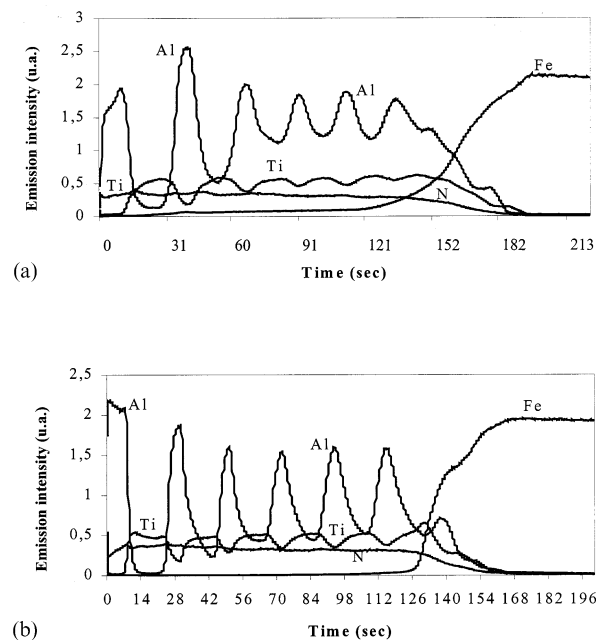 3
2,5
2
1,5
1
0,5
0
Emission intensity (u.a.)
Al
Al
Fe
Ti
Ti
N
0 31 60 91 121 152 182 213
Time (sec)
(a)
2,5
2
1,5
1
0,5
0
Emission intensity (u.a.)
Al
Al
Fe
Ti
Ti
N
0 14 28 42 56 70 84 98 112 126 140 154 168 182 196
Time (sec)
(b)